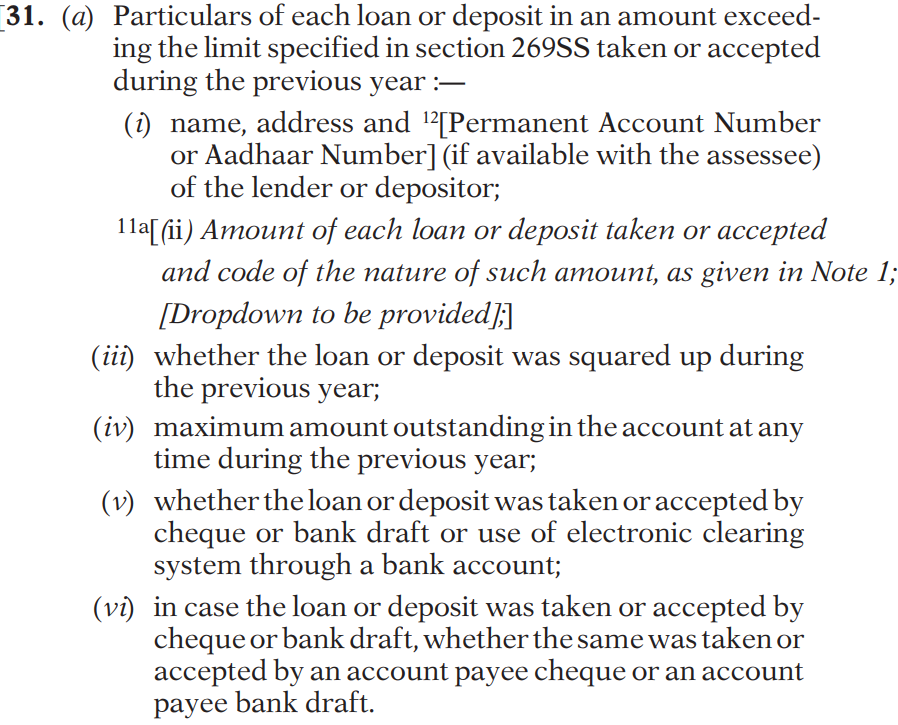 [31. (a) Particulars of each loan or deposit in an amount exceed-
ing the limit specified in section 269SS taken or accepted
during the previous year :—
(i) name, address and 12[Permanent Account Number
or Aadhaar Number] (if available with the assessee)
of the lender or depositor;
11a[(ii) Amount of each loan or deposit taken or accepted
and code of the nature of such amount, as given in Note 1;
[Dropdown to be provided];]
(iii) whether the loan or deposit was squared up during
the previous year;
(iv) maximum amount outstanding in the account at any
time during the previous year;
(v) whether the loan or deposit was taken or accepted by
cheque or bank draft or use of electronic clearing
system through a bank account;
(vi) in case the loan or deposit was taken or accepted by
cheque or bank draft, whether the same was taken or
accepted by an account payee cheque or an account
payee bank draft.